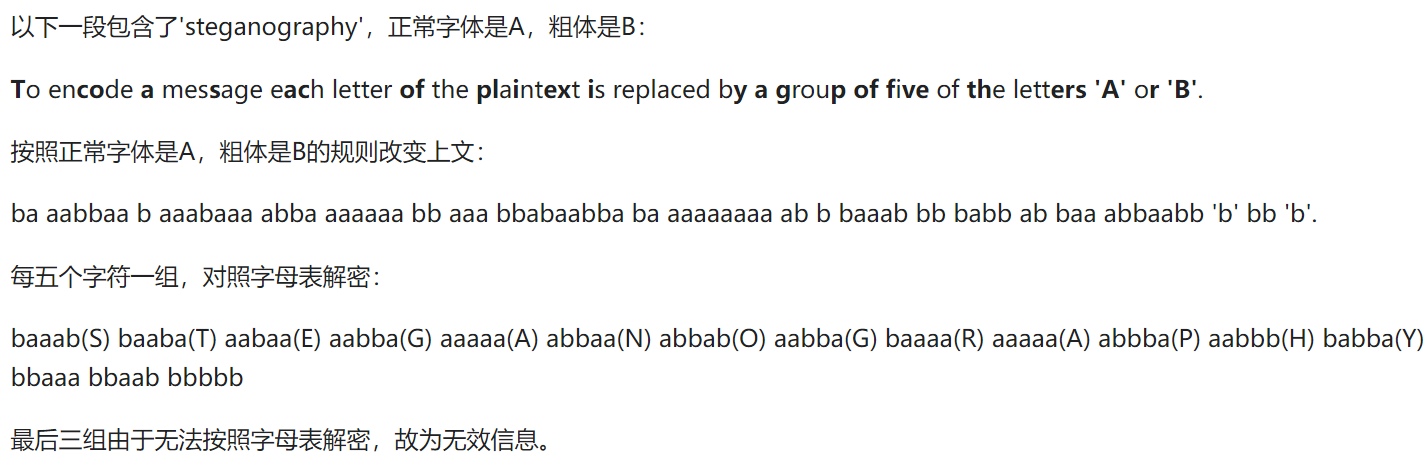 以下一段包含了'steganography'，正常字体是A，粗体是B：
To encode a message each letter of the plaintext is replaced by a group of five of the letters 'A' or 'B'.
按照正常字体是A，粗体是B的规则改变上文：
ba aabbaa b aaabaaa abba aaaaaa bb aaa bbabaabba ba aaaaaaaa ab b baaab bb babb ab baa abbaabb 'b' bb 'b'.
每五个字符一组，对照字母表解密：
baaab(S) baaba(T) aabaa(E) aabba(G) aaaaa(A) abbaa(N) abbab(O) aabba(G) baaaa(R) aaaaa(A) abbba(P) aabbb(H) babba(Y)
bbaaa bbaab bbbbb
最后三组由于无法按照字母表解密，故为无效信息。